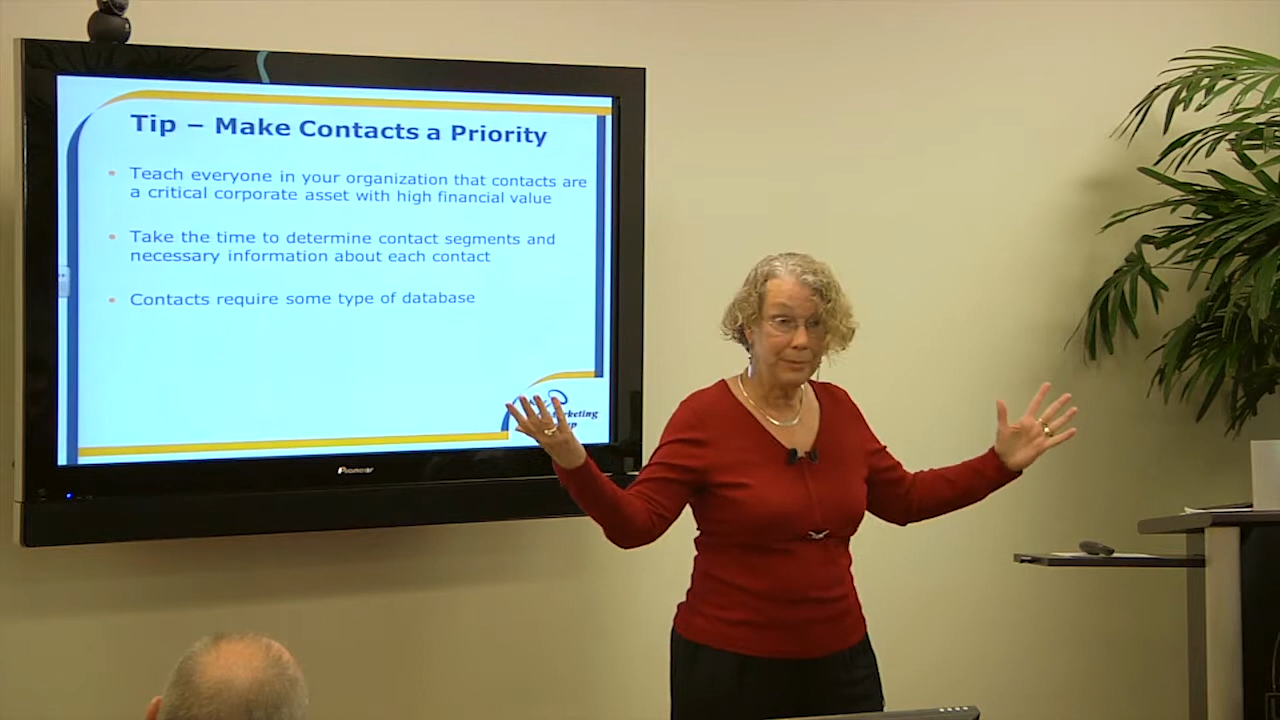 Tip – Make Contacts a Priority
• Teach everyone in your organization that contacts are
a critical corporate asset with high financial value
• Take the time to determine contact segments and
necessary information about each contact
• Contacts require some type of database
Pioneer